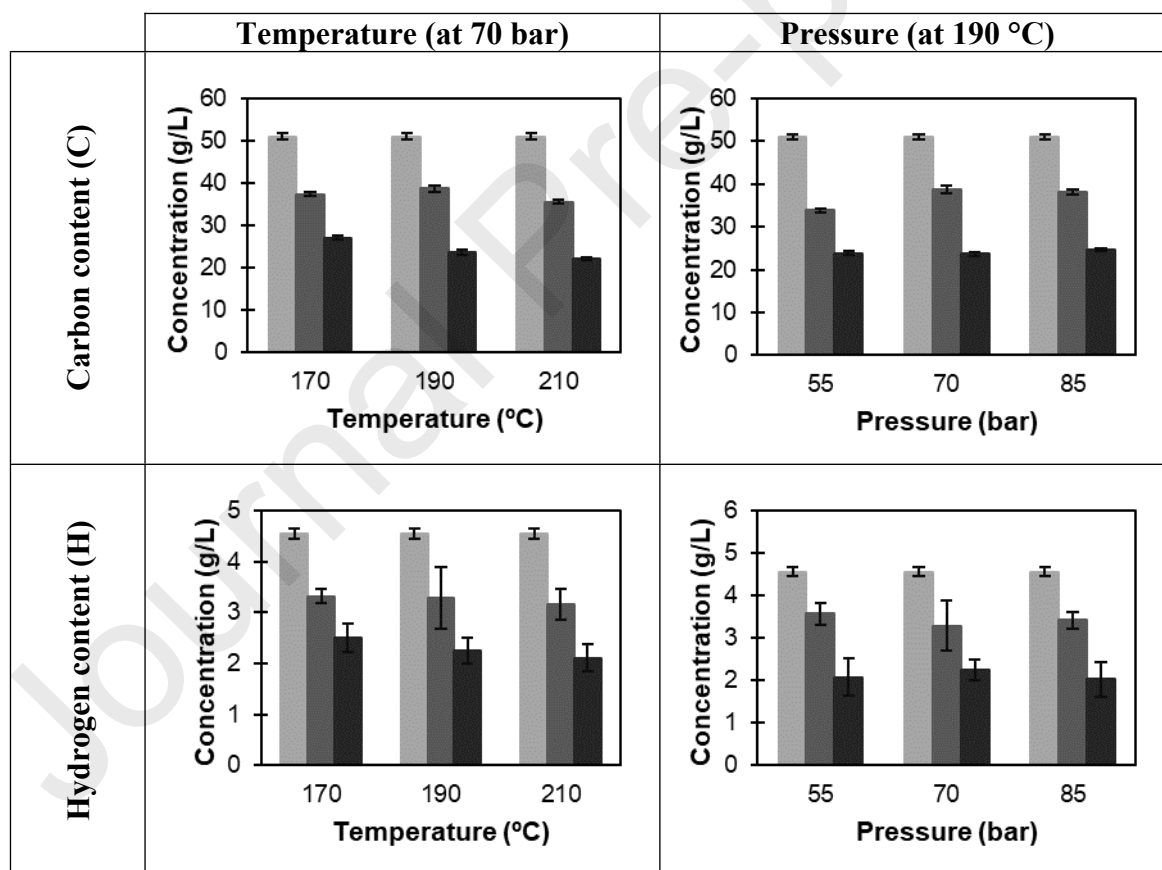 Temperature (at 70 bar)
Pressure (at 190 °C)
Carbon content (C)
Concentration (g/L)
60
50
40
30
20
10
0
170 190 210
Temperature (ºC)
Concentration (g/L)
60
50
40
30
20
10
0
55 70 85
Pressure (bar)
Hydrogen content (H)
Concentration (g/L)
5
4
3
2
1
0
170 190 210
Temperature (ºC)
Concentration (g/L)
6
5
4
3
2
1
0
55 70 85
Pressure (bar)
Journal Pre-p